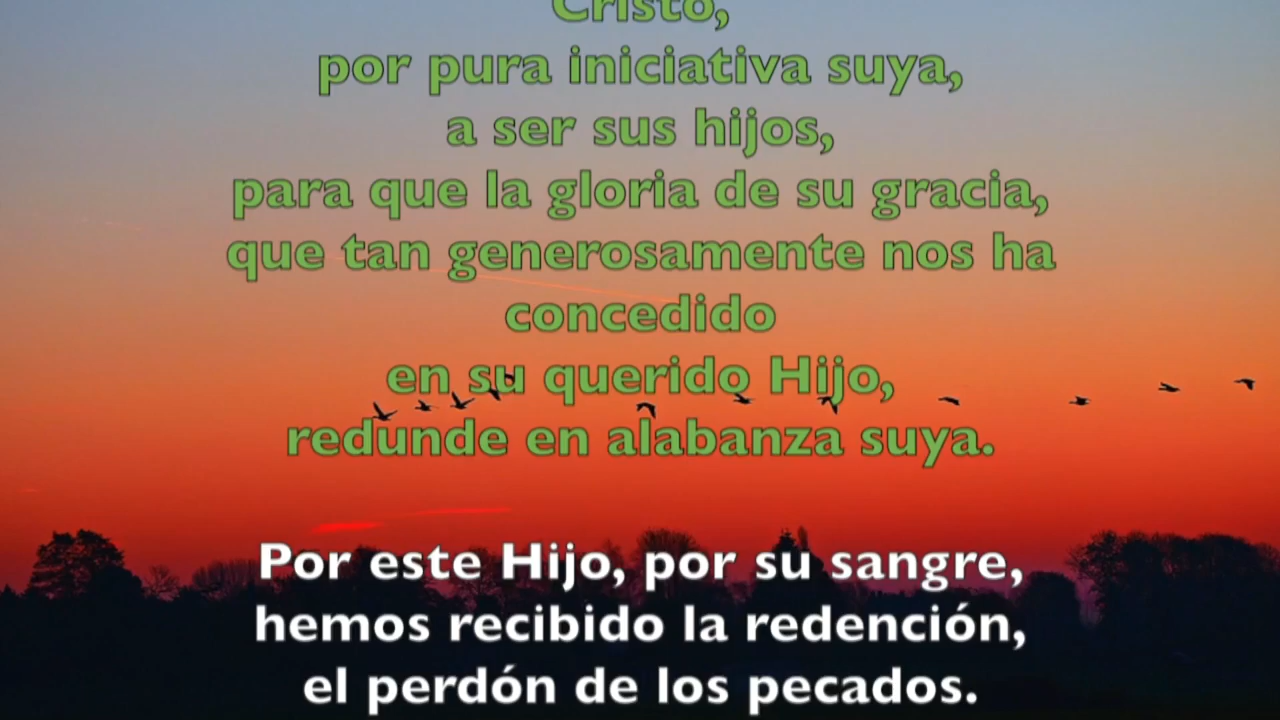 Cristo,
por pura iniciativa suya,
a ser sus hijos,
para que la gloria de su gracia,
que tan generosamente nos ha
concedido
en su querido Hijo,
redunde en alabanza suya.
Por este Hijo, por su sangre,
hemos recibido la redención,
el perdón de los pecados.